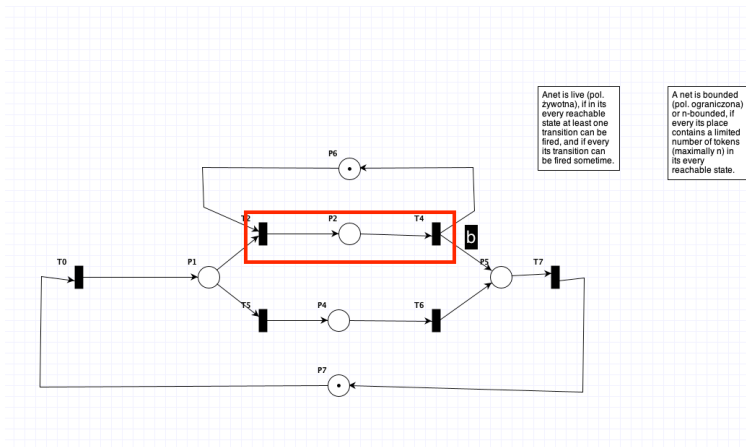 Anet is live (pol.
żywotna), if in its
every reachable
state at least one
transition can be
fired, and if every
its transition can
be fired sometime.
A net is bounded
(pol. ograniczona)
or n-bounded, if
every its place
contains a limited
number of tokens
(maximally n) in
its every
reachable state.
P6
T2
P2
T4
b
T0
P1
P5
T7
T5
P4
T6
P7